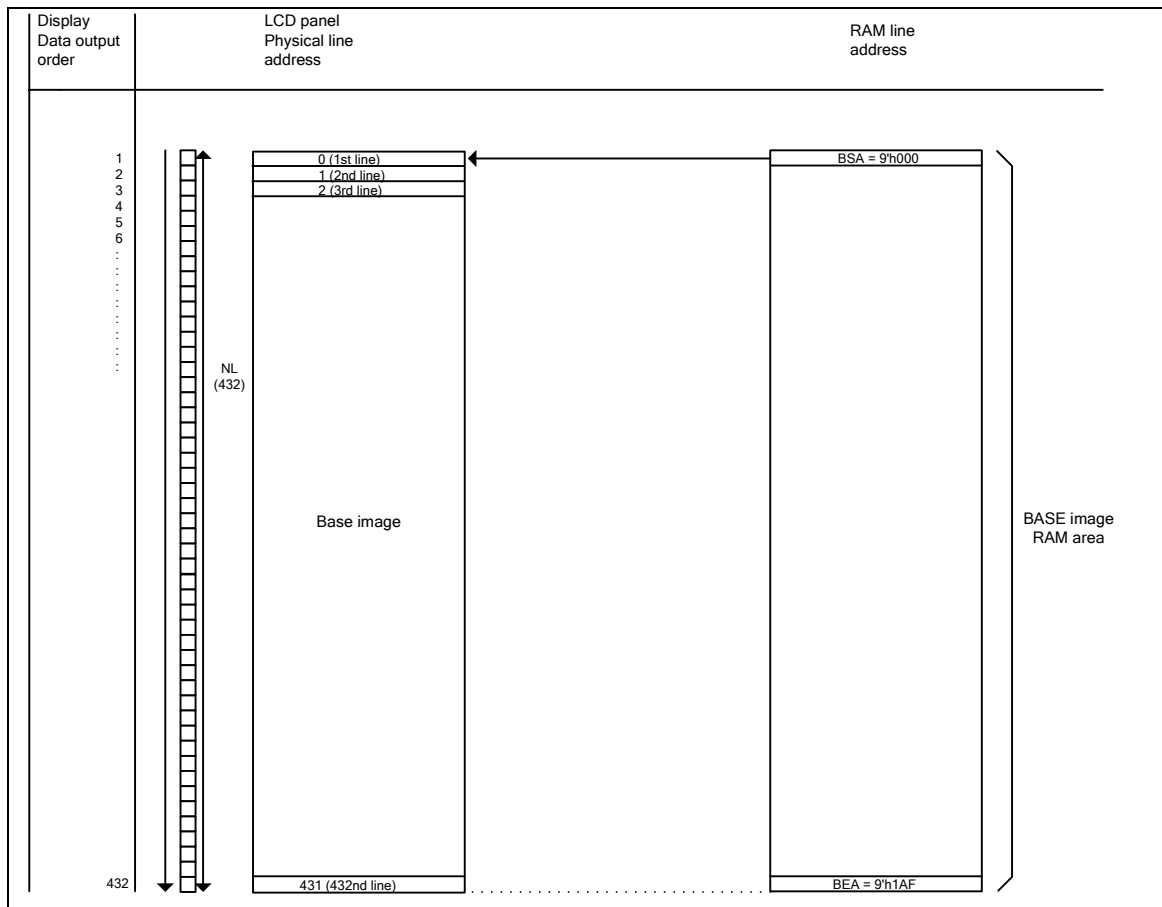 Display
Data output
order
LCD panel
Physical line
address
RAM line
address
1
2
3
4
5
6
:
:
:
:
:
:
:
:
432
NL
(432)
0 (1st line)
1 (2nd line)
2 (3rd line)
Base image
431 (432nd line)
BSA = 9'h000
BEA = 9'h1AF
BASE image
RAM area